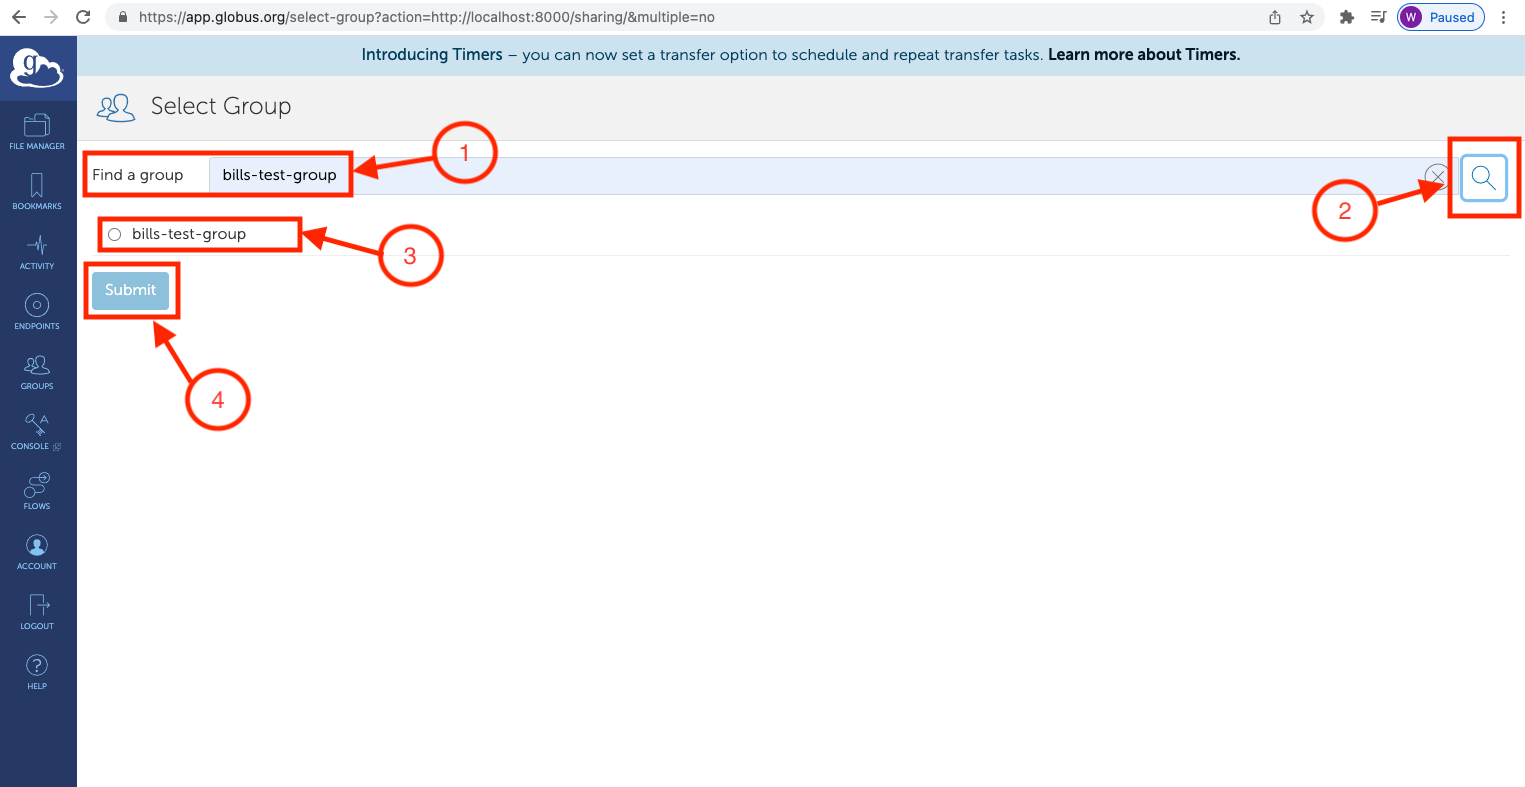 https://app.globus.org/select-group?action=http://localhost:8000/sharing/&multiple=no
W Paused
g
Introducing Timers – you can now set a transfer option to schedule and repeat transfer tasks. Learn more about Timers.
Select Group
FILE MANAGER
BOOKMARKS
ACTIVITY
ENDPOINTS
GROUPS
A
CONSOLE
FLOWS
ACCOUNT
LOGOUT
?
HELP
1
Find a group bills-test-group
2
bills-test-group
3
Submit
4